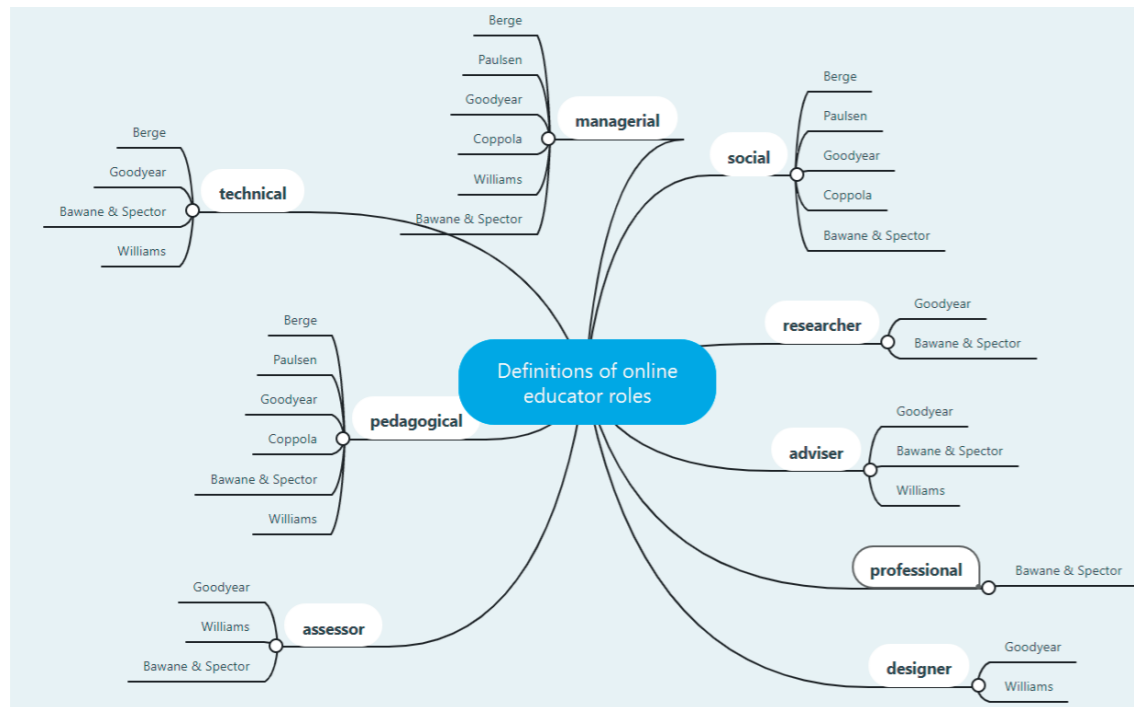 Definitions of online
educator roles
managerial
Berge
Paulsen
Goodyear
Coppola
Williams
Bawane & Spector
social
Berge
Paulsen
Goodyear
Coppola
Bawane & Spector
technical
Berge
Goodyear
Bawane & Spector
Williams
researcher
Goodyear
Bawane & Spector
pedagogical
Berge
Paulsen
Goodyear
Coppola
Bawane & Spector
Williams
adviser
Goodyear
Bawane & Spector
Williams
professional
Bawane & Spector
assessor
Goodyear
Williams
Bawane & Spector
designer
Goodyear
Williams